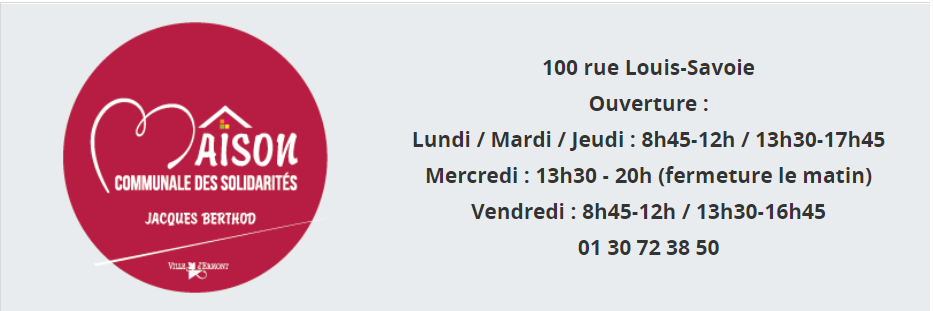 MAISON
COMMUNALE DES SOLIDARITÉS
JACQUES BERTHOD
VILLE D'ERMONT
100 rue Louis-Savoie
Ouverture :
Lundi / Mardi / Jeudi : 8h45-12h / 13h30-17h45
Mercredi : 13h30 - 20h (fermeture le matin)
Vendredi : 8h45-12h / 13h30-16h45
01 30 72 38 50